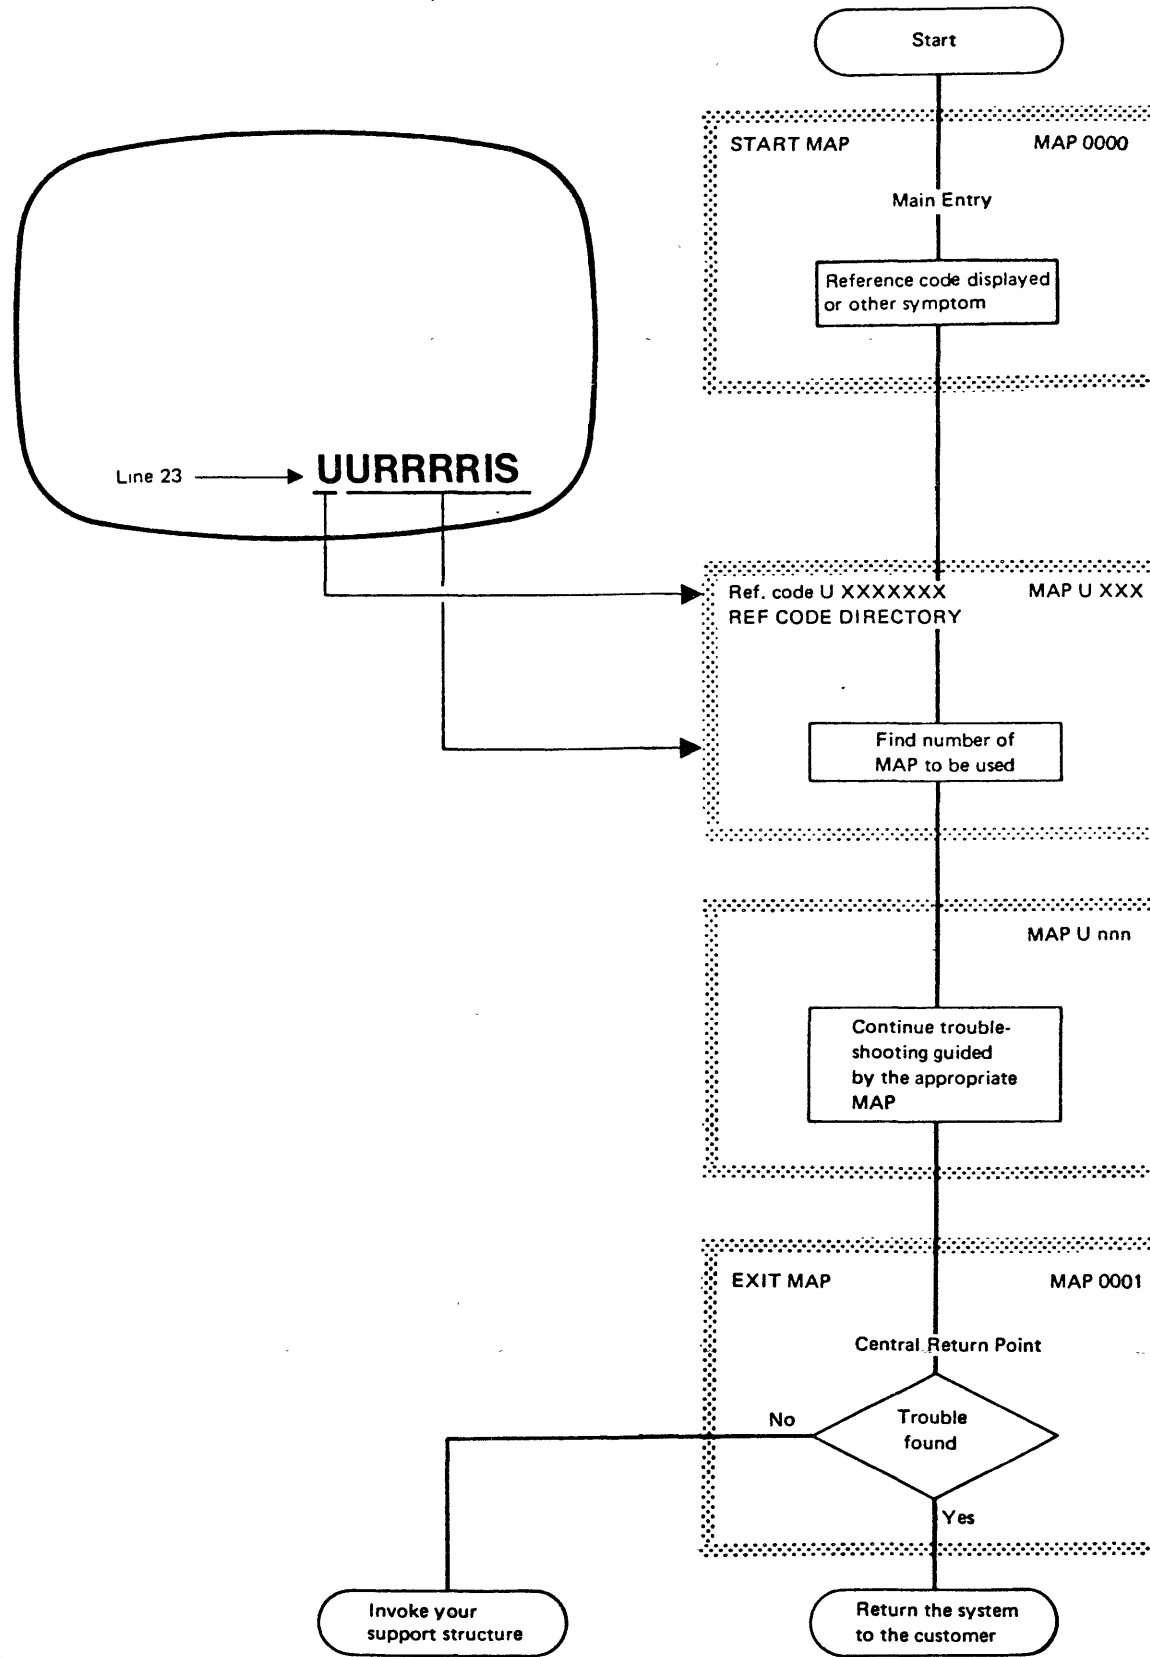 Start
START MAP MAP 0000
Main Entry
Reference code displayed
or other symptom
Line 23 UURRRRIS
Ref. code U XXXXXXX MAP U XXX
REF CODE DIRECTORY
Find number of
MAP to be used
MAP U nnn
Continue trouble-
shooting guided
by the appropriate
MAP
EXIT MAP MAP 0001
Central Return Point
No
Trouble
found
Yes
Invoke your
support structure
Return the system
to the customer